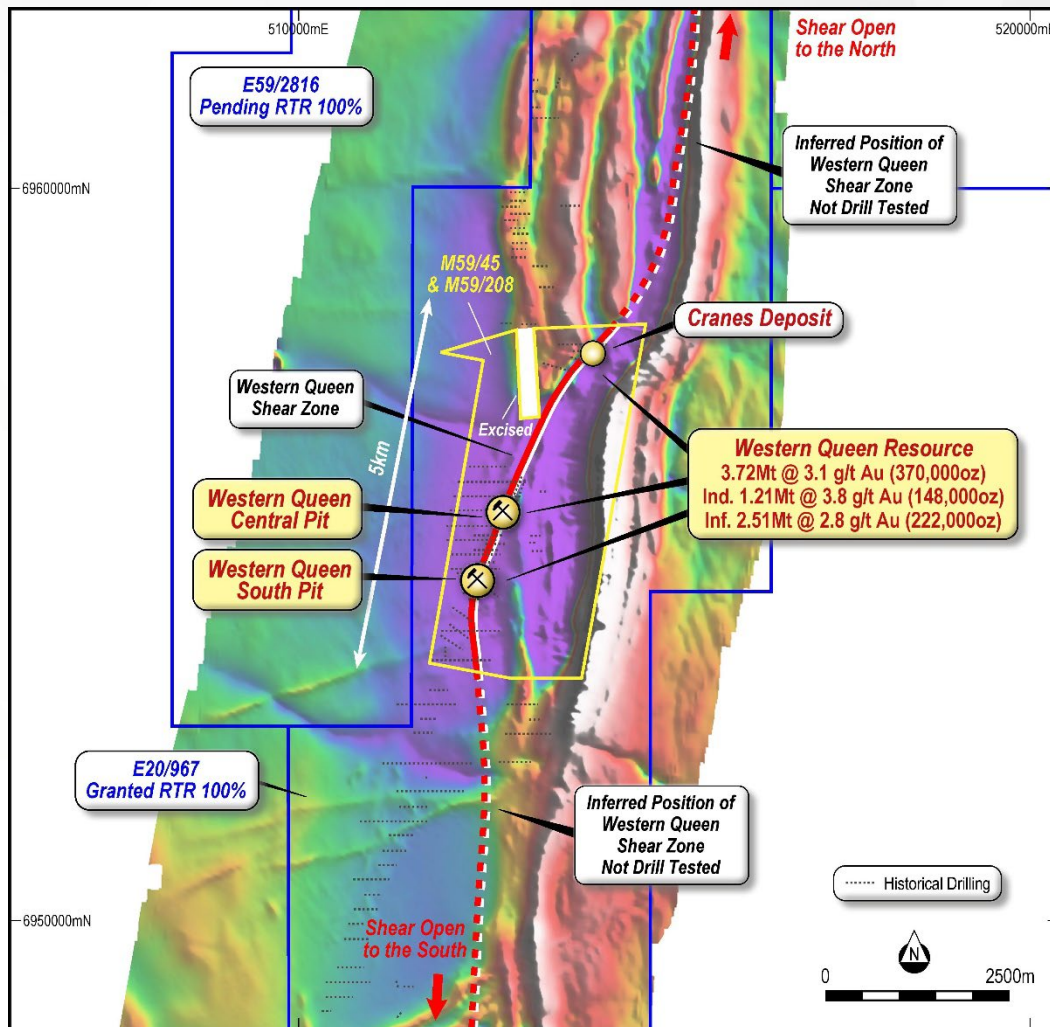 510000mE
520000mE
Shear Open
to the North
E59/2816
Pending RTR 100%
Inferred Position of
Western Queen
Shear Zone
Not Drill Tested
6960000mN
M59/45
& M59/208
Cranes Deposit
Western Queen
Shear Zone
Excised
5km
Western Queen Resource
3.72Mt @ 3.1 g/t Au (370,000oz)
Ind. 1.21Mt @ 3.8 g/t Au (148,000oz)
Inf. 2.51Mt @ 2.8 g/t Au (222,000oz)
Western Queen
Central Pit
Western Queen
South Pit
E20/967
Granted RTR 100%
Inferred Position of
Western Queen
Shear Zone
Not Drill Tested
Historical Drilling
6950000mN
Shear Open
to the South
N
0
2500m